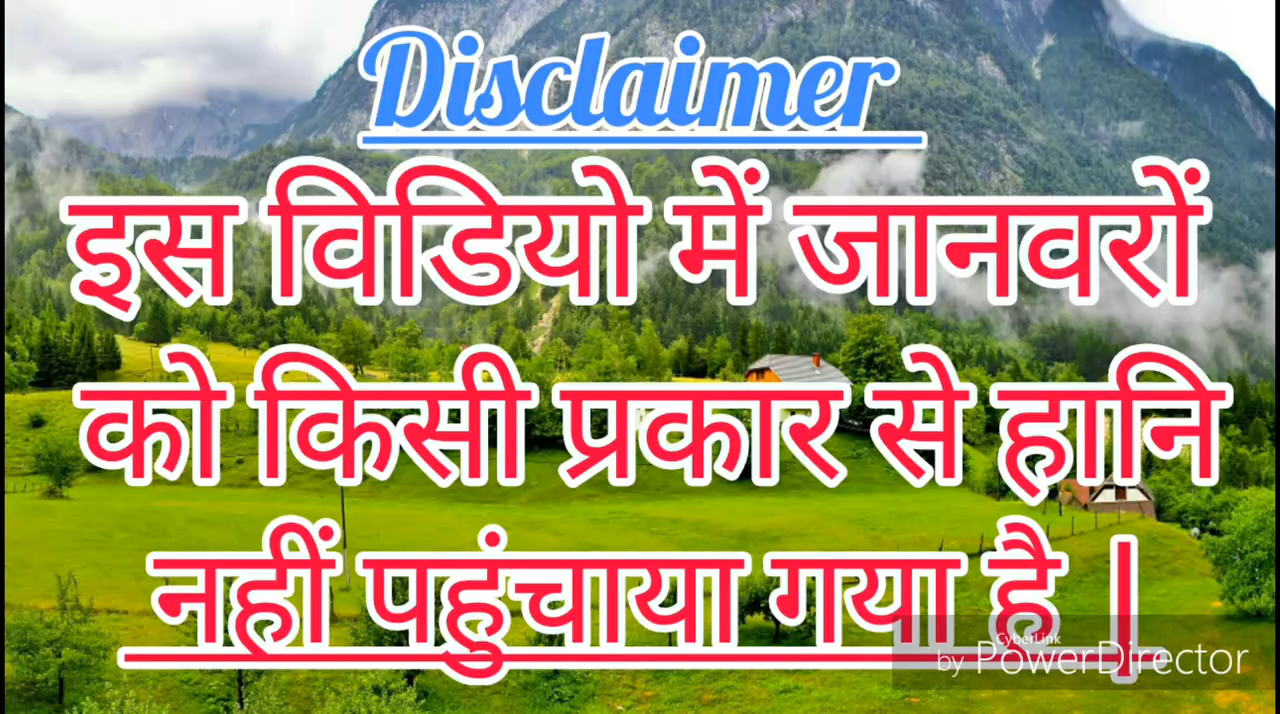 Disclaimer
इस विडियो में जानवरों
को किसी प्रकार से हानि
नहीं पहुंचाया गया है |
CyberLink
by PowerDirector